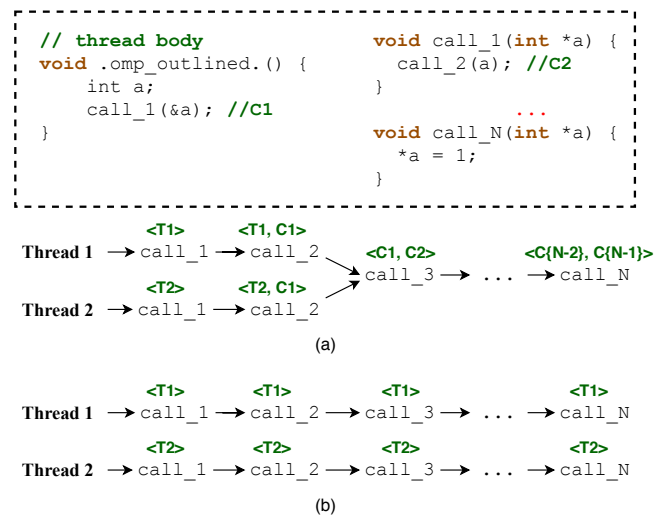 // thread body
void .omp_outlined.() {
int a;
call_1(&a); //C1
}
void call_1(int *a) {
call_2(a); //C2
}
...
void call_N(int *a) {
*a = 1;
}
<T1> <T1, C1>
Thread 1 call_1 call_2
<C1, C2> <C{N-2}, C{N-1}>
call_3 ... call_N
<T2> <T2, C1>
Thread 2 call_1 call_2
(a)
<T1> <T1> <T1> <T1>
Thread 1 call_1 call_2 call_3 ... call_N
<T2> <T2> <T2> <T2>
Thread 2 call_1 call_2 call_3 ... call_N
(b)